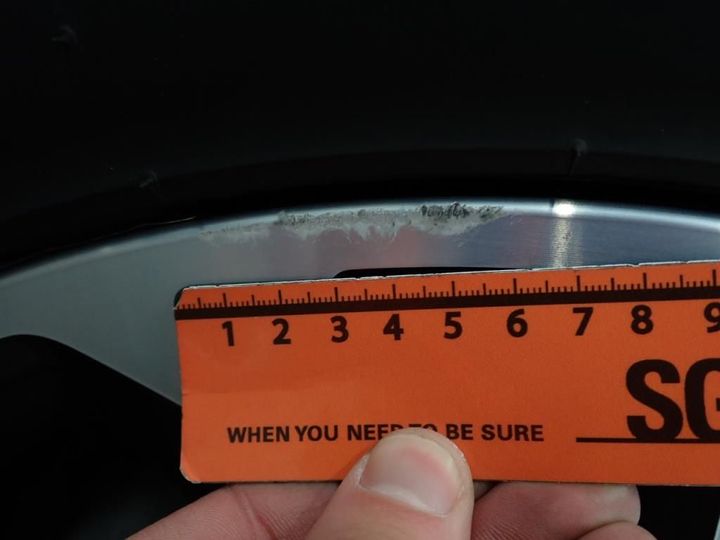 1 2 3 4 5 6 7 8 9
SG
WHEN YOU NEED TO BE SURE